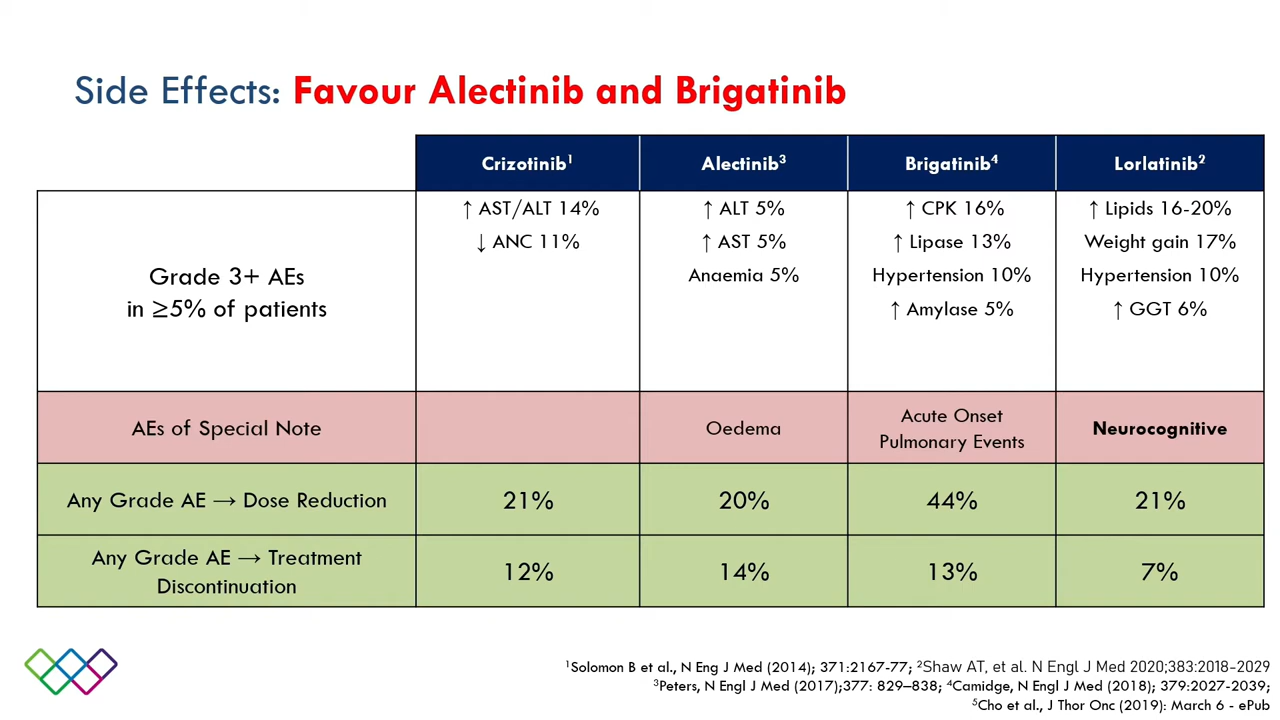 Side Effects: Favour Alectinib and Brigatinib
Crizotinib¹ Alectinib³ Brigatinib⁴ Lorlatinib²
Grade 3+ AEs
in ≥5% of patients
↑ AST/ALT 14%
↓ ANC 11%
↑ ALT 5%
↑ AST 5%
Anaemia 5%
↑ CPK 16%
↑ Lipase 13%
Hypertension 10%
↑ Amylase 5%
↑ Lipids 16-20%
Weight gain 17%
Hypertension 10%
↑ GGT 6%
AEs of Special Note
Oedema
Acute Onset
Pulmonary Events
Neurocognitive
Any Grade AE → Dose Reduction 21% 20% 44% 21%
Any Grade AE → Treatment
Discontinuation
12% 14% 13% 7%
¹Solomon B et al., N Eng J Med (2014); 371:2167-77; ²Shaw AT, et al. N Engl J Med 2020;383:2018-2029
³Peters, N Engl J Med (2017);377: 829–838; ⁴Camidge, N Engl J Med (2018); 379:2027-2039;
⁵Cho et al., J Thor Onc (2019): March 6 - ePub